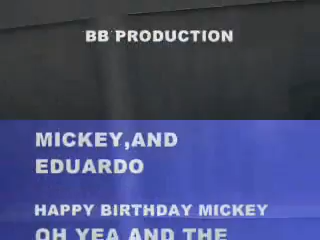 BB PRODUCTION
MICKEY,AND
EDUARDO
HAPPY BIRTHDAY MICKEY
OH YEA AND THE